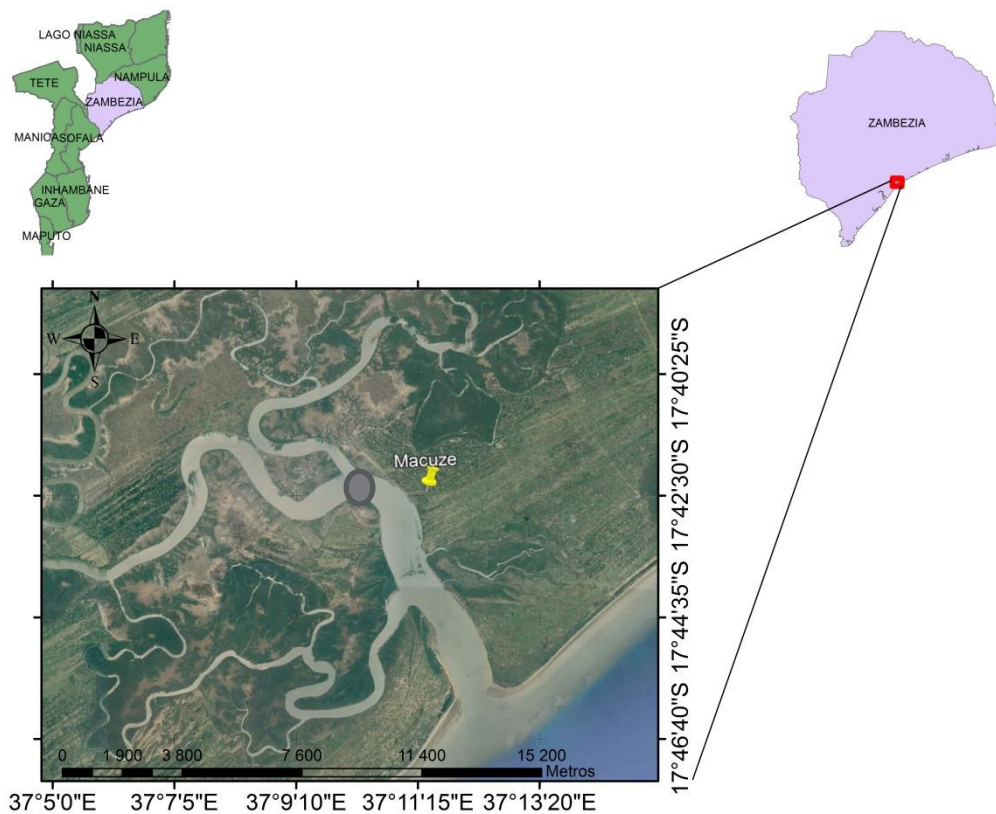 LAGO NIASSA
NIASSA
NAMPULA
TETE
ZAMBEZIA
MANICA
SOFALA
INHAMBANE
GAZA
MAPUTO
ZAMBEZIA
N
W E
S
Macuze
17°40'25"S
17°42'30"S
17°44'35"S
17°46'40"S
0 1 900 3 800 7 600 11 400 15 200
Metros
37°5'0"E 37°7'5"E 37°9'10"E 37°11'15"E 37°13'20"E